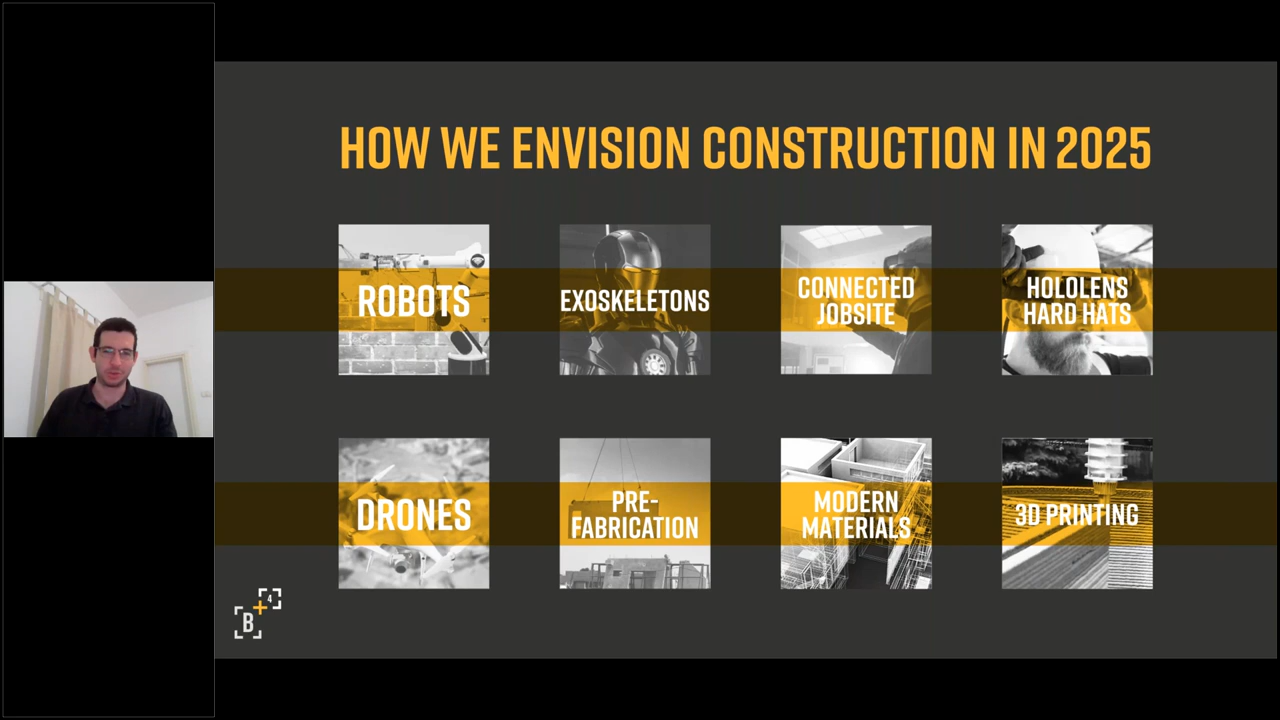 HOW WE ENVISION CONSTRUCTION IN 2025
ROBOTS
EXOSKELETONS
CONNECTED
JOBSITE
HOLOLENS
HARD HATS
DRONES
PRE-
FABRICATION
MODERN
MATERIALS
3D PRINTING
B+4